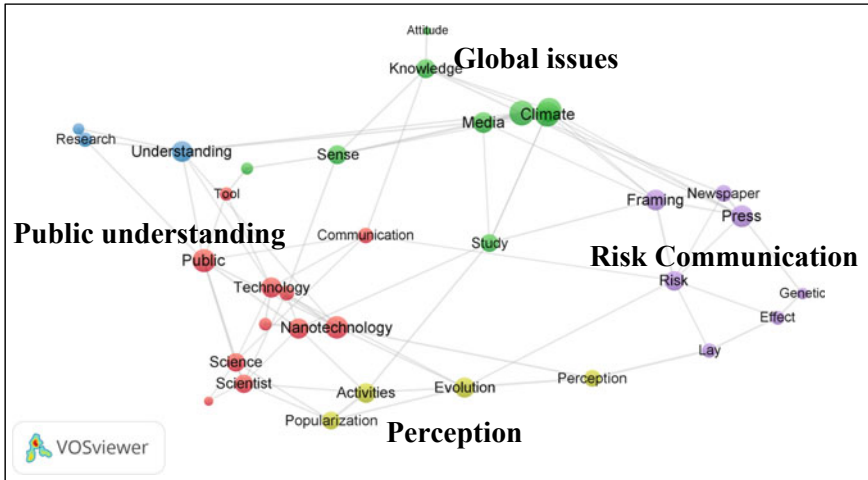 Attitude
Global issues
Knowledge
Climate
Media
Research
Understanding
Sense
Tool
Newspaper
Framing
Press
Public understanding
Communication
Study
Public
Risk Communication
Technology
Risk
Genetic
Nanotechnology
Effect
Lay
Science
Scientist
Activities
Evolution
Perception
Popularization
Perception
VOSviewer